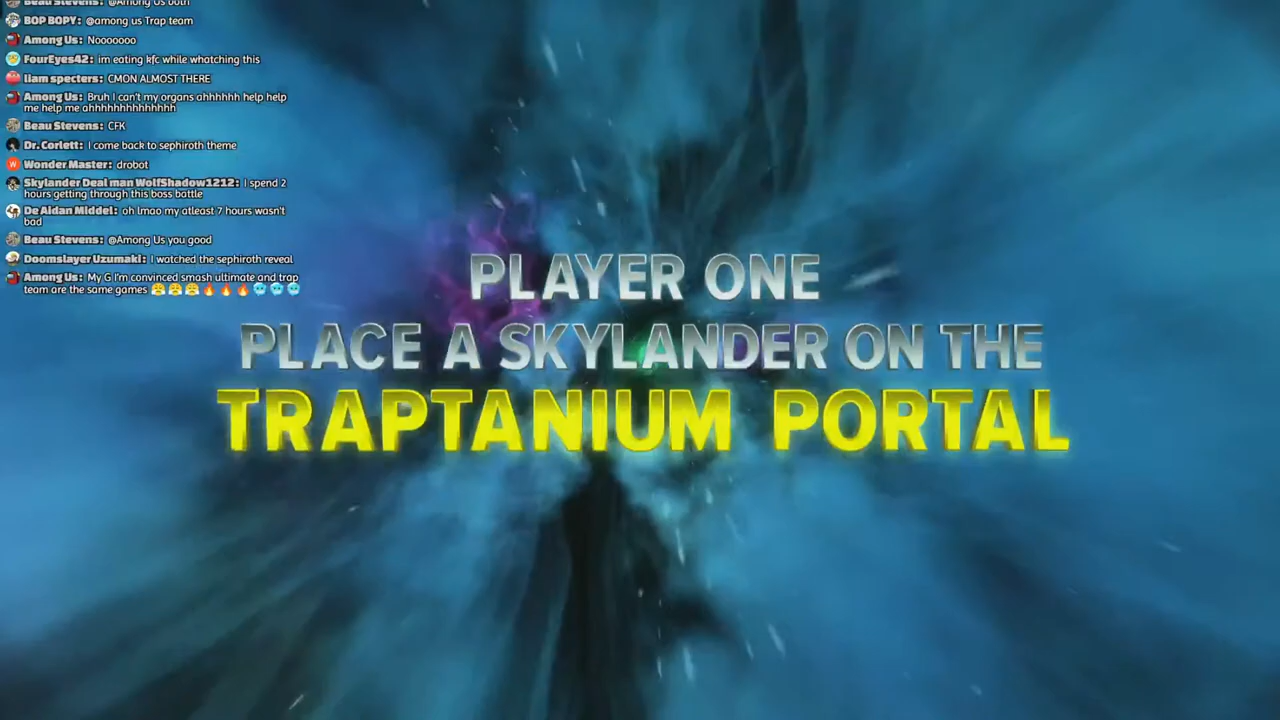 Beau Stevens: @Among Us both
BOP BOPY: @among us Trap team
Among Us: Nooooooo
FourEyes42: im eating kfc while whatching this
liam specters: CMON ALMOST THERE
Among Us: Bruh I can't my organs ahhhhhh help help
me help me ahhhhhhhhhhhhh
Beau Stevens: CFK
Dr. Corlett: I come back to sephiroth theme
W Wonder Master: drobot
Skylander Deal man WolfShadow1212: I spend 2
hours getting through this boss battle
De Aidan Middel: oh lmao my atleast 7 hours wasn't
bad
Beau Stevens: @Among Us you good
Doomslayer Uzumaki: I watched the sephiroth reveal
Among Us: My G I'm convinced smash ultimate and trap
team are the same games 😤😤😤🔥🔥🔥🥶🥶🥶
PLAYER ONE
PLACE A SKYLANDER ON THE
TRAPTANIUM PORTAL